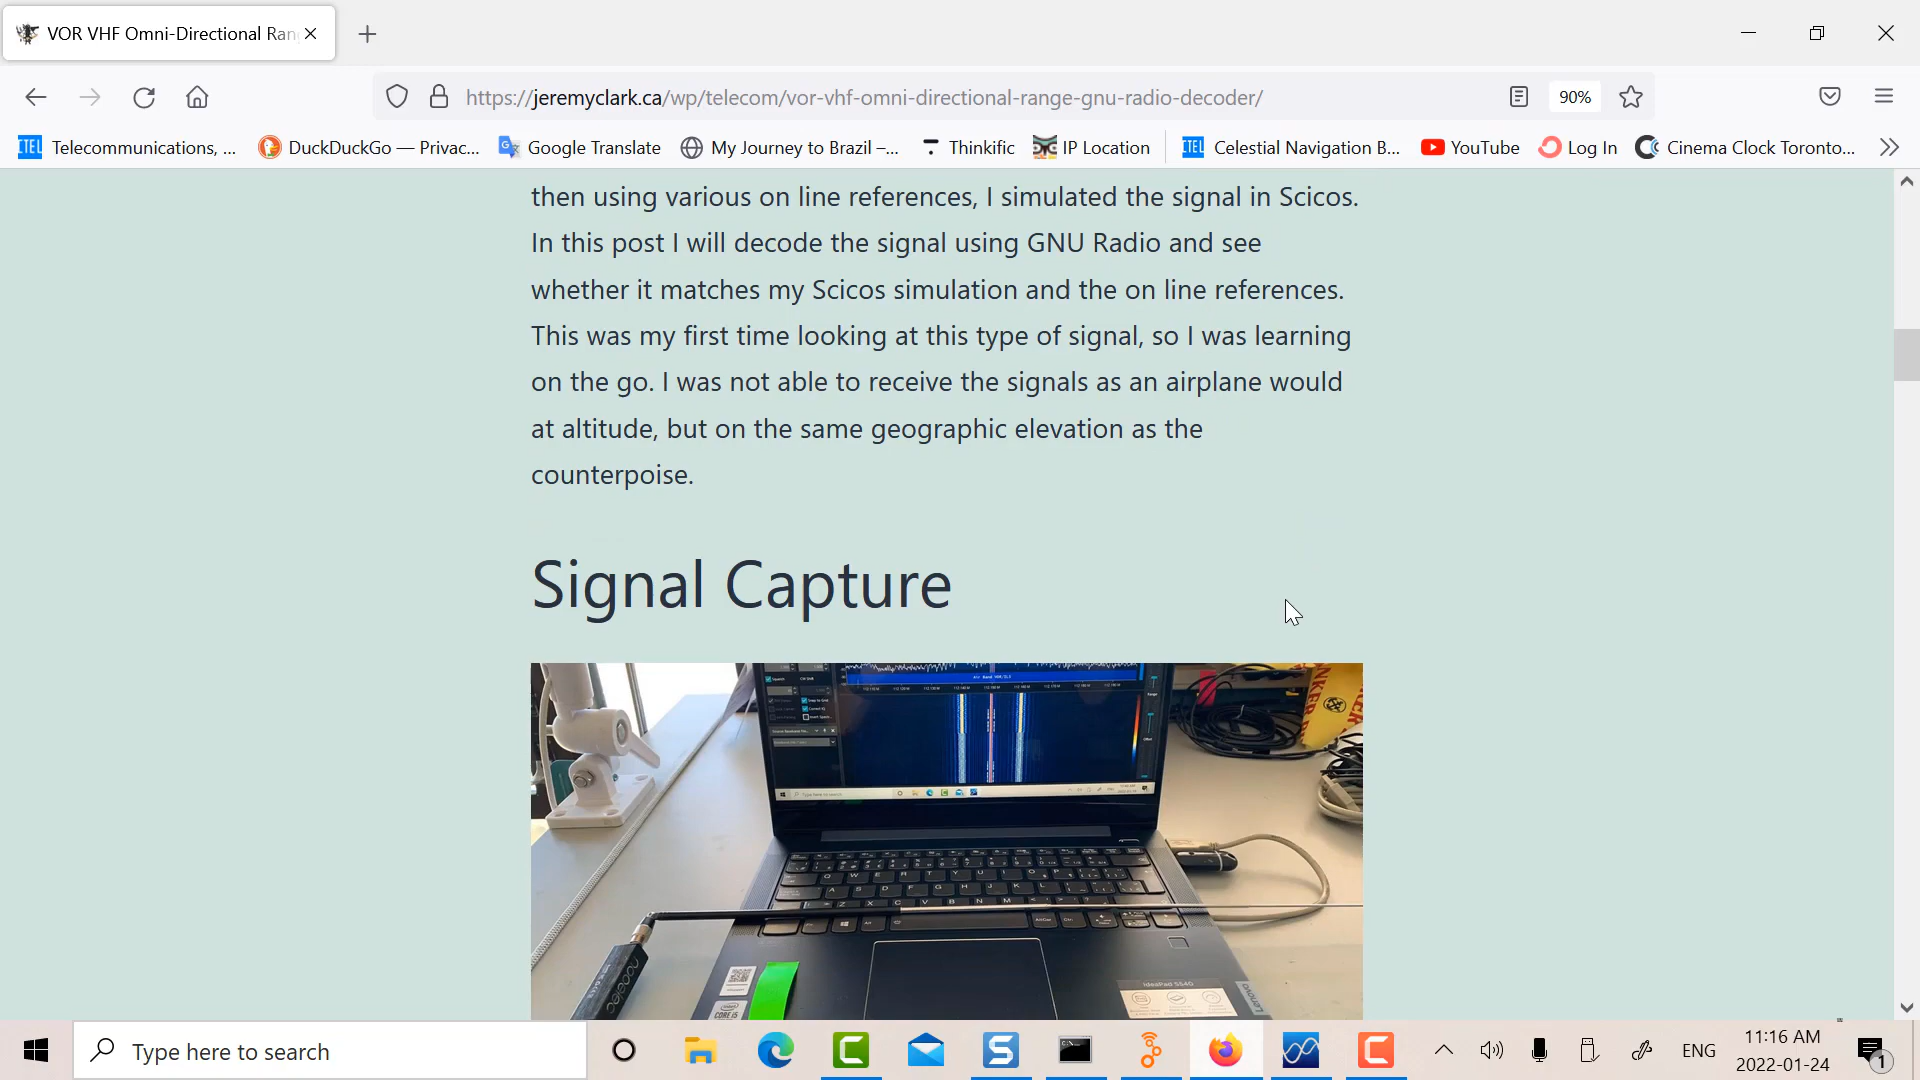 VOR VHF Omni-Directional Ran
https://jeremyclark.ca/wp/telecom/vor-vhf-omni-directional-range-gnu-radio-decoder/
90%
Telecommunications, ...
DuckDuckGo — Privac...
Google Translate
My Journey to Brazil –...
Thinkific
IP Location
Celestial Navigation B...
YouTube
Log In
Cinema Clock Toronto...
then using various on line references, I simulated the signal in Scicos.
In this post I will decode the signal using GNU Radio and see
whether it matches my Scicos simulation and the on line references.
This was my first time looking at this type of signal, so I was learning
on the go. I was not able to receive the signals as an airplane would
at altitude, but on the same geographic elevation as the
counterpoise.
Signal Capture
Type here to search
ENG
11:16 AM
2022-01-24
1